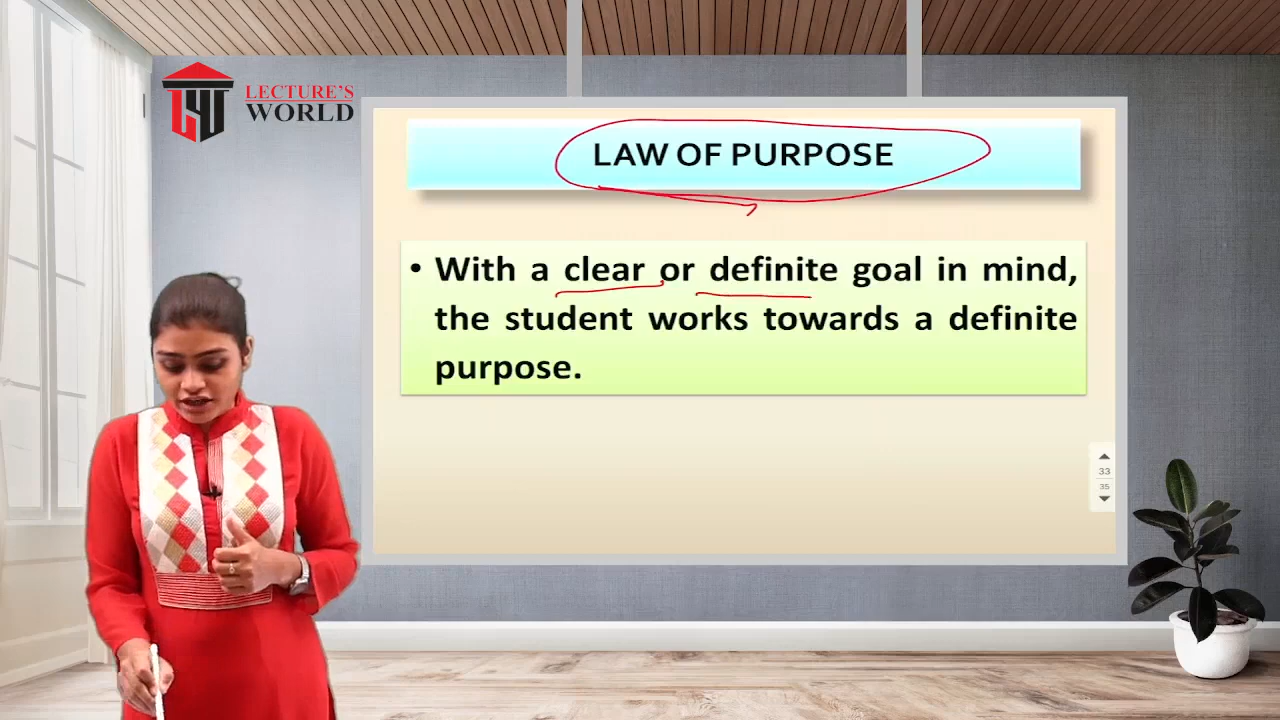 LECTURE'S
WORLD
LAW OF PURPOSE
• With a clear or definite goal in mind,
the student works towards a definite
purpose.
33
35